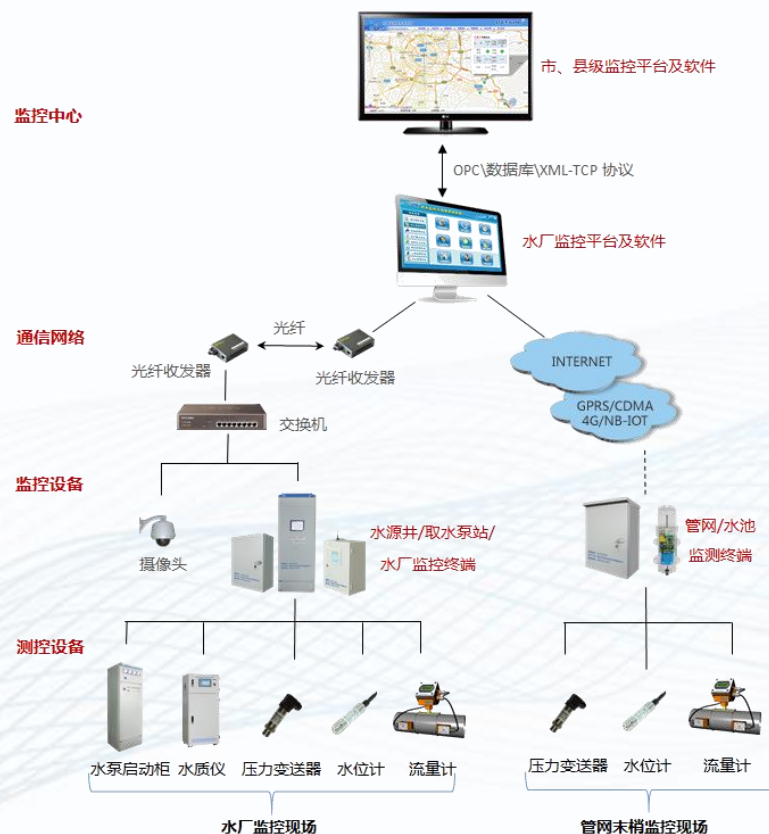 市、县级监控平台及软件
监控中心
OPC\数据库\XML-TCP 协议
水厂监控平台及软件
通信网络
光纤
光纤收发器
光纤收发器
INTERNET
GPRS/CDMA
4G/NB-IOT
交换机
监控设备
摄像头
水源井/取水泵站/
水厂监控终端
管网/水池
监测终端
测控设备
水泵启动柜
水质仪
压力变送器
水位计
流量计
压力变送器
水位计
流量计
水厂监控现场
管网末梢监控现场